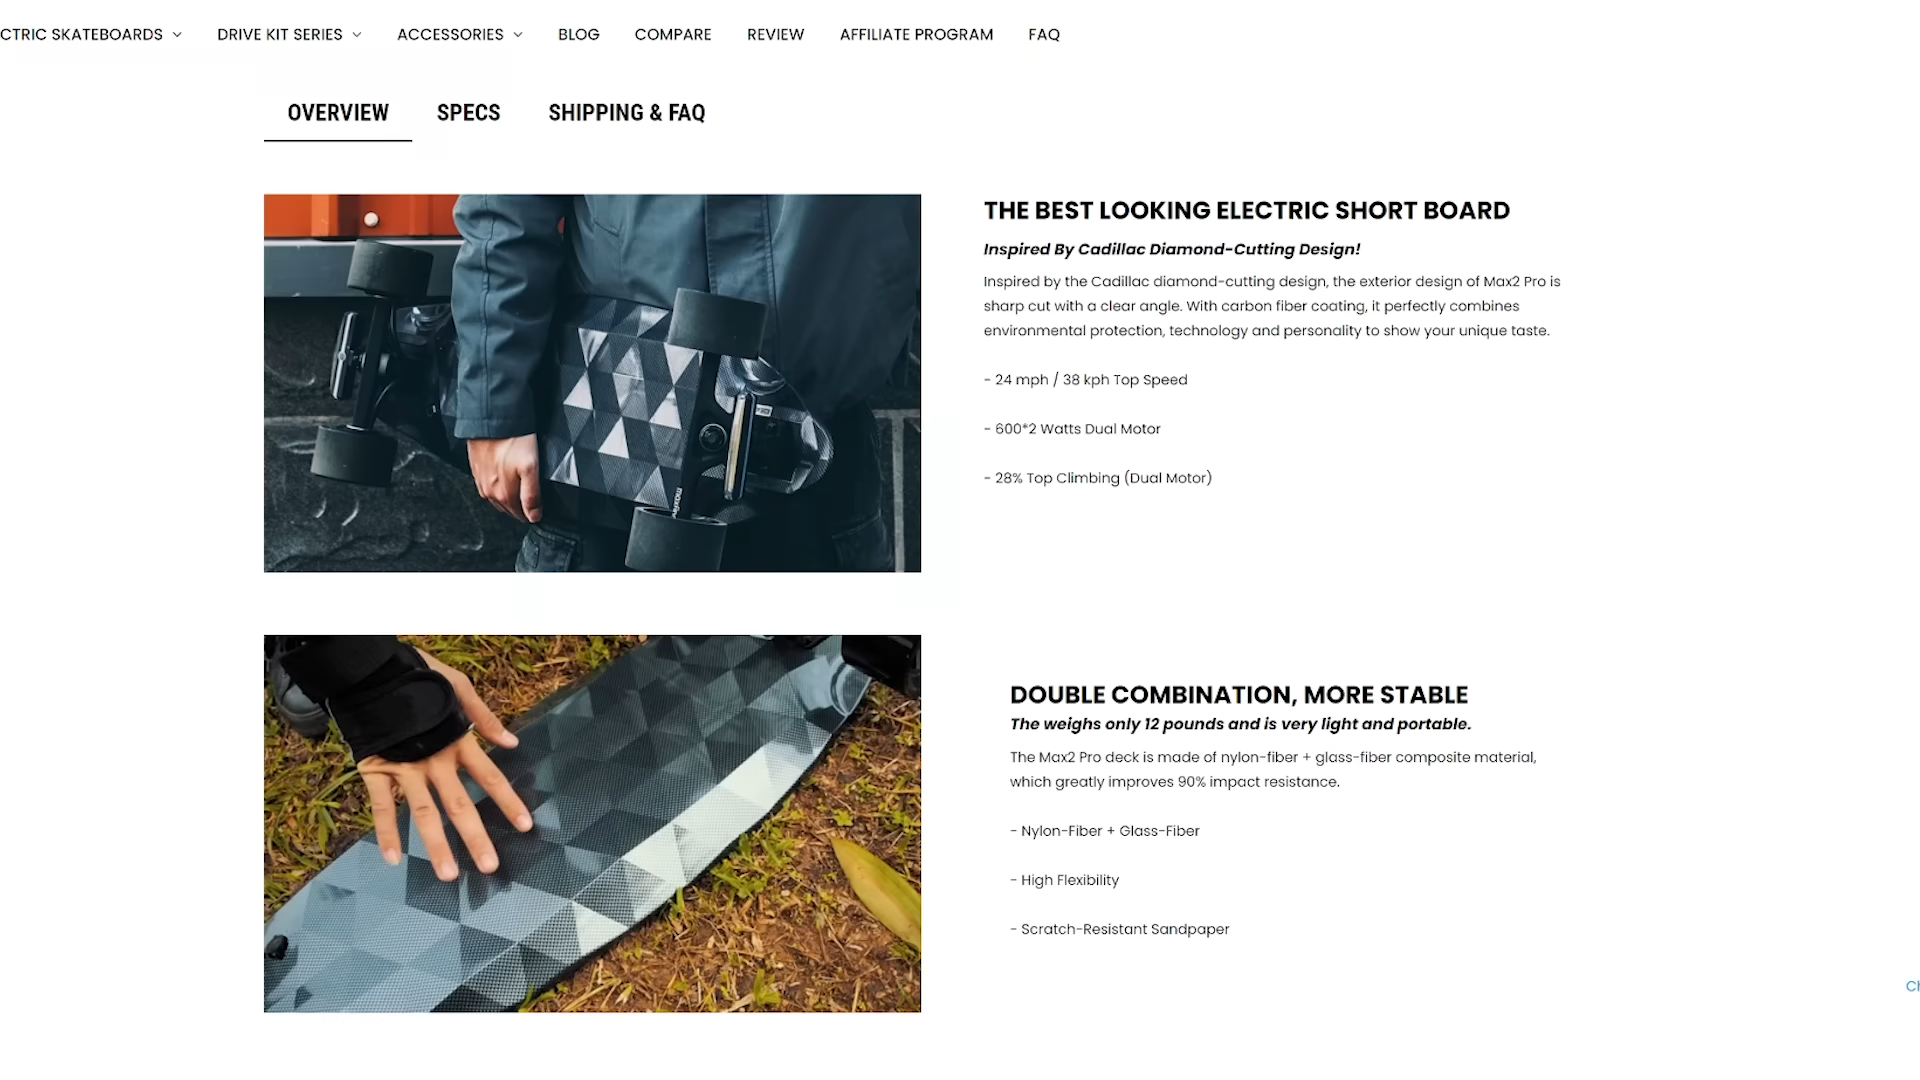 CTRIC SKATEBOARDS
DRIVE KIT SERIES
ACCESSORIES
BLOG
COMPARE
REVIEW
AFFILIATE PROGRAM
FAQ
OVERVIEW
SPECS
SHIPPING & FAQ
THE BEST LOOKING ELECTRIC SHORT BOARD
Inspired By Cadillac Diamond-Cutting Design!
Inspired by the Cadillac diamond-cutting design, the exterior design of Max2 Pro is
sharp cut with a clear angle. With carbon fiber coating, it perfectly combines
environmental protection, technology and personality to show your unique taste.
- 24 mph / 38 kph Top Speed
- 600*2 Watts Dual Motor
- 28% Top Climbing (Dual Motor)
DOUBLE COMBINATION, MORE STABLE
The weighs only 12 pounds and is very light and portable.
The Max2 Pro deck is made of nylon-fiber + glass-fiber composite material,
which greatly improves 90% impact resistance.
- Nylon-Fiber + Glass-Fiber
- High Flexibility
- Scratch-Resistant Sandpaper
Ch